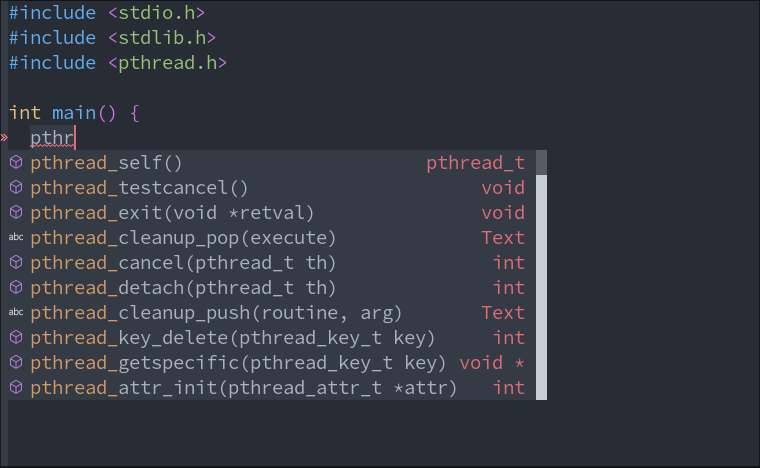 #include <stdio.h>
#include <stdlib.h>
#include <pthread.h>
int main() {
» pthr
pthread_self() pthread_t
pthread_testcancel() void
pthread_exit(void *retval) void
abc pthread_cleanup_pop(execute) Text
pthread_cancel(pthread_t th) int
pthread_detach(pthread_t th) int
abc pthread_cleanup_push(routine, arg) Text
pthread_key_delete(pthread_key_t key) int
pthread_getspecific(pthread_key_t key) void *
pthread_attr_init(pthread_attr_t *attr) int